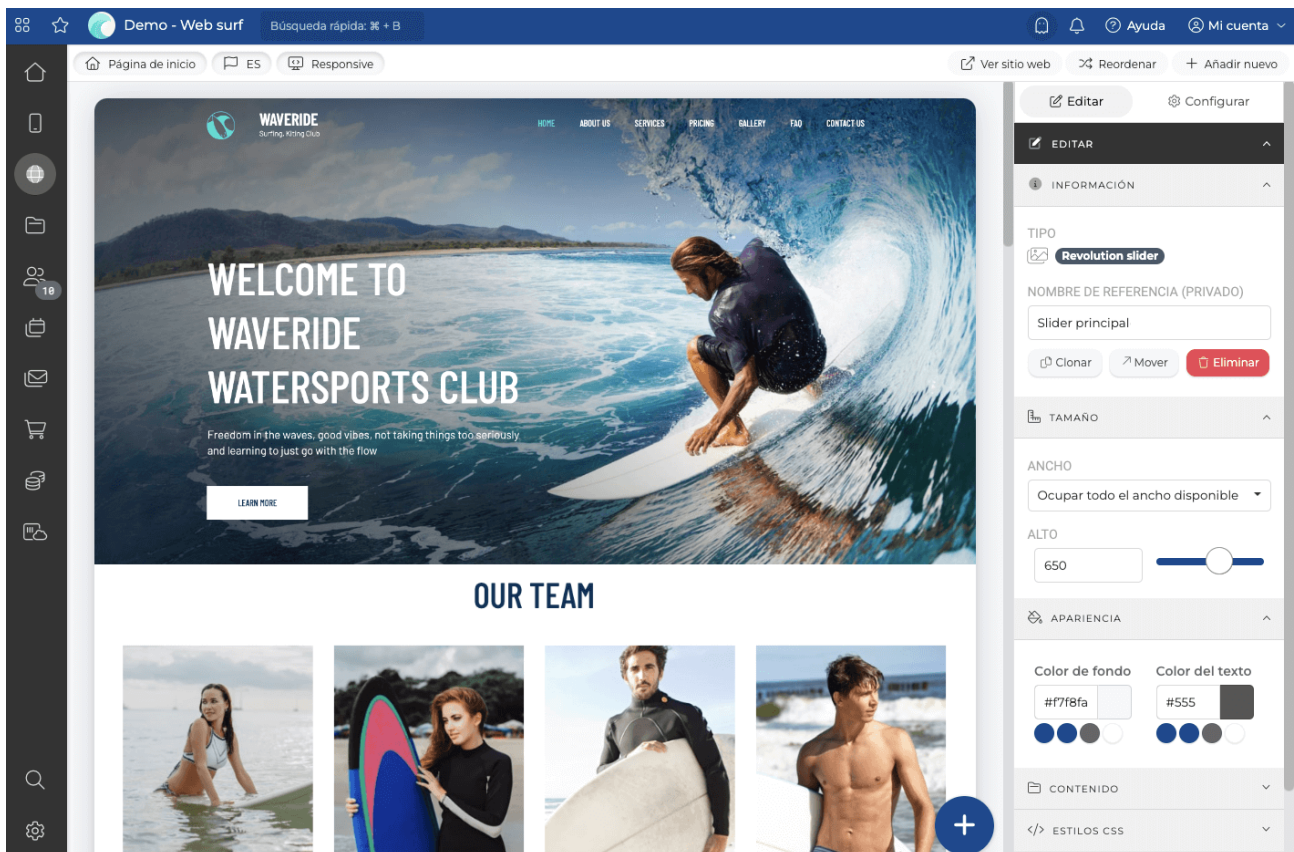 Demo - Web surf
Búsqueda rápida: ⌘ + B
Ayuda
Mi cuenta
Página de inicio
ES
Responsive
Ver sitio web
Reordenar
Añadir nuevo
10
WAVERIDE
Surfing, Kiting Club
HOME
ABOUT US
SERVICES
PRICING
GALLERY
FAQ
CONTACT US
WELCOME TO
WAVERIDE
WATERSPORTS CLUB
Freedom in the waves, good vibes, not taking things too seriously
and learning to just go with the flow
LEARN MORE
OUR TEAM
Editar
Configurar
EDITAR
INFORMACIÓN
TIPO
Revolution slider
NOMBRE DE REFERENCIA (PRIVADO)
Slider principal
Clonar
Mover
Eliminar
TAMAÑO
ANCHO
Ocupar todo el ancho disponible
ALTO
650
APARIENCIA
Color de fondo
Color del texto
#f7f8fa
#555
CONTENIDO
</> ESTILOS CSS